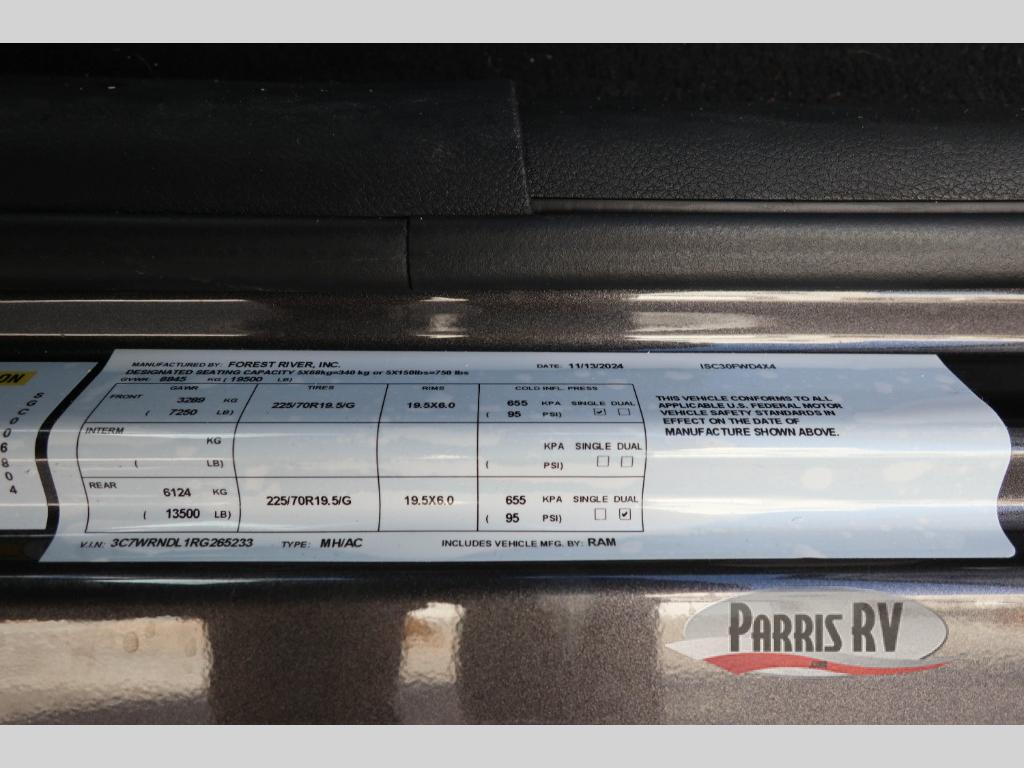 ON
SGC06804
MANUFACTURED BY: FOREST RIVER, INC. DATE: 11/13/2024 ISC30FWD4X4
DESIGNATED SEATING CAPACITY 5X68kg=340 kg or 5X150lbs=750 lbs
GVWR: 8845 KG ( 19500 LB)
GAWR TIRES RIMS COLD INFL. PRESS
FRONT 3289 KG 225/70R19.5/G 19.5X6.0 655 KPA SINGLE DUAL
( 7250 LB) ( 95 PSI) ☑ ☐
THIS VEHICLE CONFORMS TO ALL
APPLICABLE U.S. FEDERAL MOTOR
VEHICLE SAFETY STANDARDS IN
EFFECT ON THE DATE OF
MANUFACTURE SHOWN ABOVE.
INTERM KG KPA SINGLE DUAL
( LB) ( PSI) ☐ ☐
REAR 6124 KG 225/70R19.5/G 19.5X6.0 655 KPA SINGLE DUAL
( 13500 LB) ( 95 PSI) ☐ ☑
V.I.N: 3C7WRNDL1RG265233 TYPE: MH/AC INCLUDES VEHICLE MFG. BY: RAM
PARRIS RV
.com